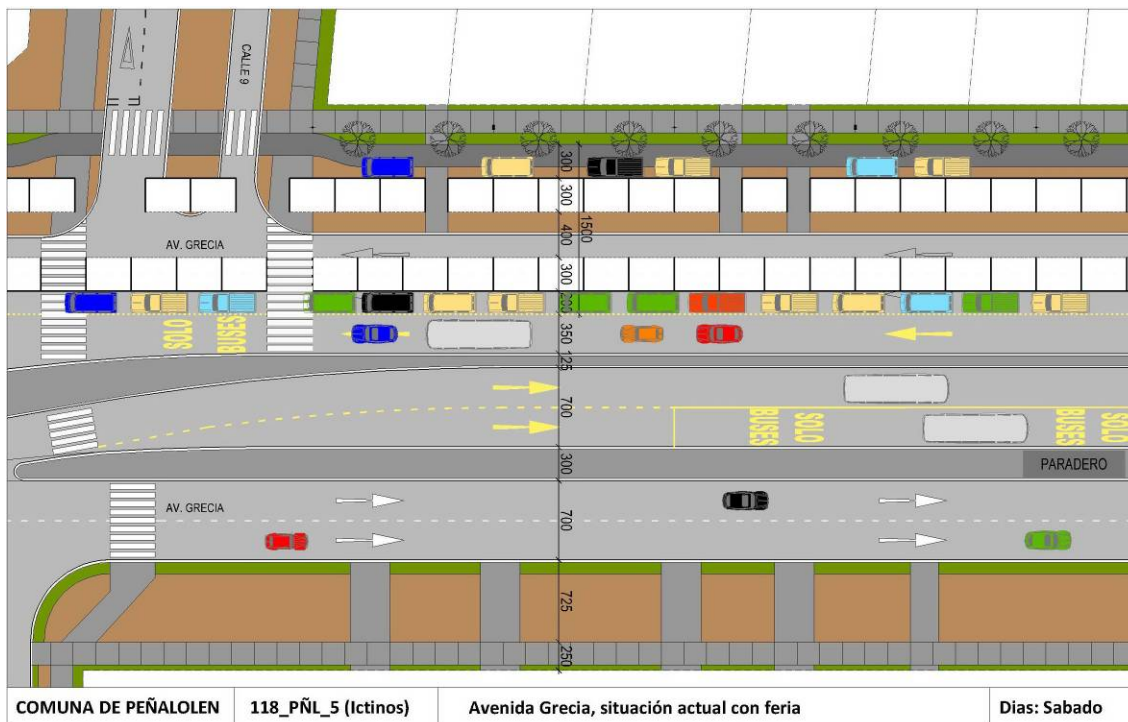 CALLE 9
300
300
1500
400
AV. GRECIA
300
200
350
SOLO
BUSES
125
700
BUSES
SOLO
BUSES
SOLO
300
PARADERO
AV. GRECIA
700
725
250
COMUNA DE PEÑALOLEN
118_PÑL_5 (Ictinos)
Avenida Grecia, situación actual con feria
Dias: Sabado